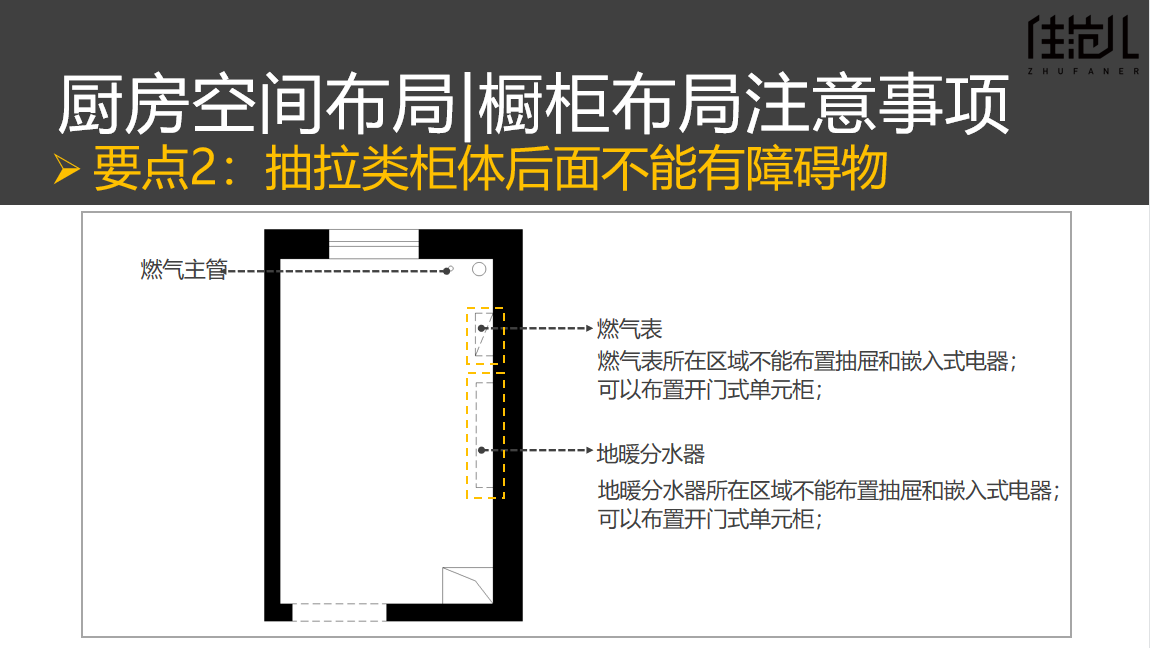 住范儿
ZHUFANER
厨房空间布局|橱柜布局注意事项
要点2：抽拉类柜体后面不能有障碍物
燃气主管
燃气表
燃气表所在区域不能布置抽屉和嵌入式电器；
可以布置开门式单元柜；
地暖分水器
地暖分水器所在区域不能布置抽屉和嵌入式电器；
可以布置开门式单元柜；